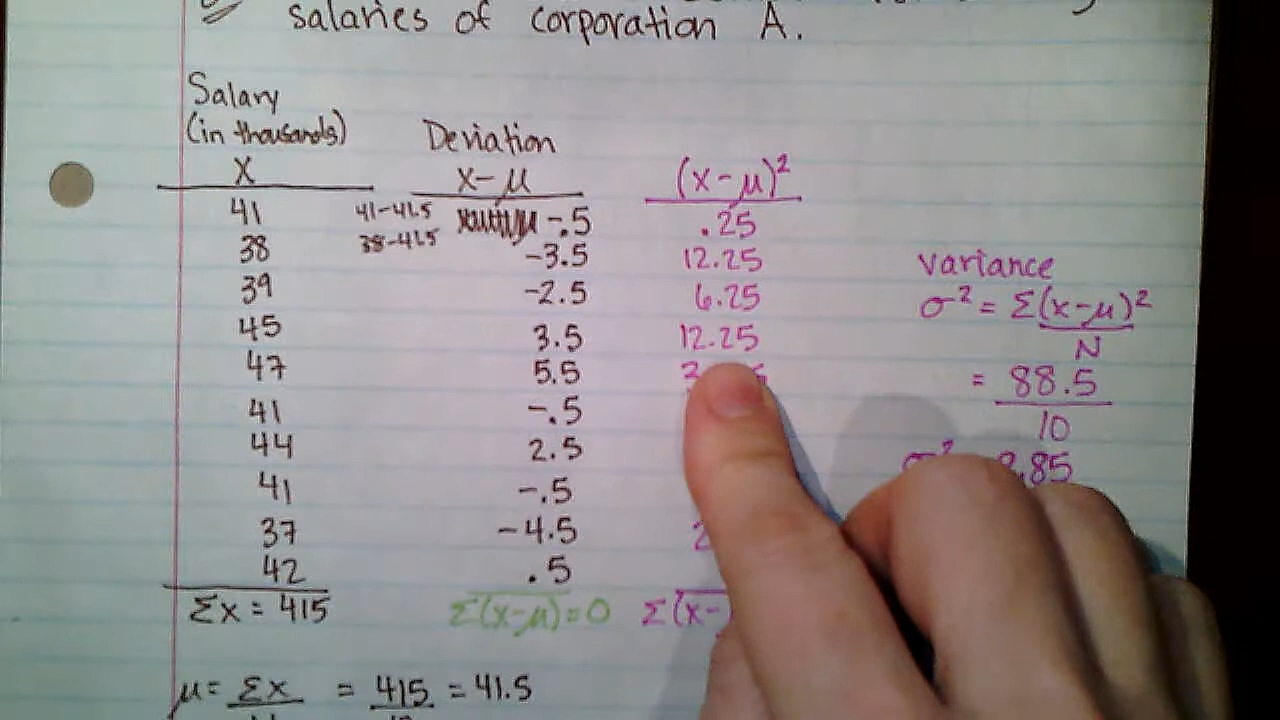 salaries of corporation A.
Salary
(in thousands) Deviation
x x-μ (x-μ)²
41 41-41.5 -.5 .25
38 38-41.5 -3.5 12.25
39 -2.5 6.25
45 3.5 12.25
47 5.5
41 -.5
44 2.5
41 -.5
37 -4.5
42 .5
Σx = 415 Σ(x-μ)=0 Σ(x-
μ = Σx = 415 = 41.5
variance
σ² = Σ(x-μ)²
N
= 88.5
10
.85